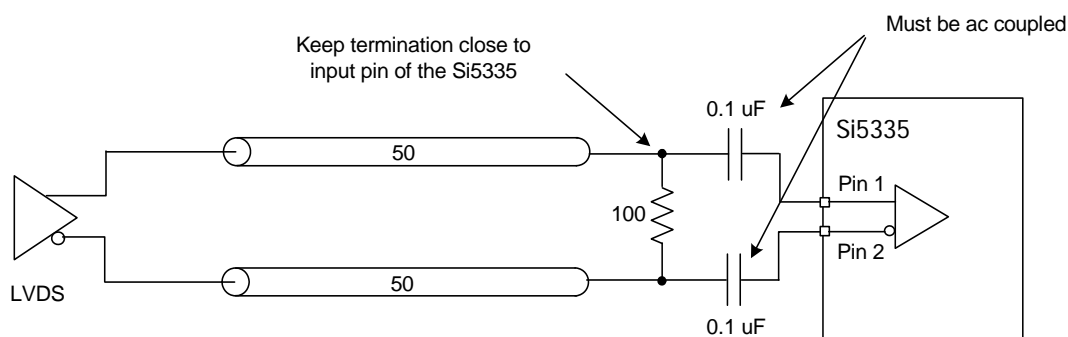 Must be ac coupled
Keep termination close to
input pin of the Si5335
0.1 uF
Si5335
50
Pin 1
100
Pin 2
LVDS
50
0.1 uF